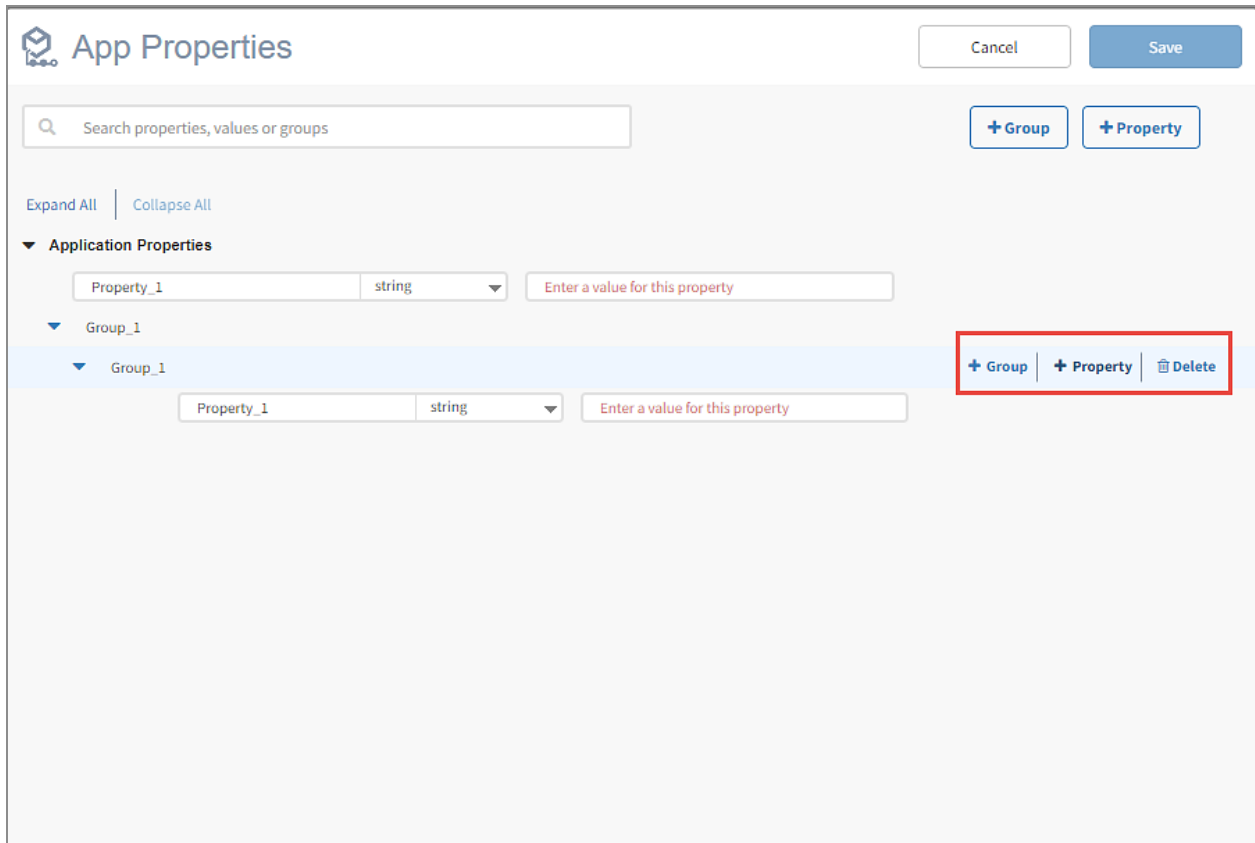 App Properties
Cancel
Save
Search properties, values or groups
+Group
+Property
Expand All
Collapse All
Application Properties
Property_1
string
Enter a value for this property
Group_1
Group_1
+ Group
+ Property
Delete
Property_1
string
Enter a value for this property